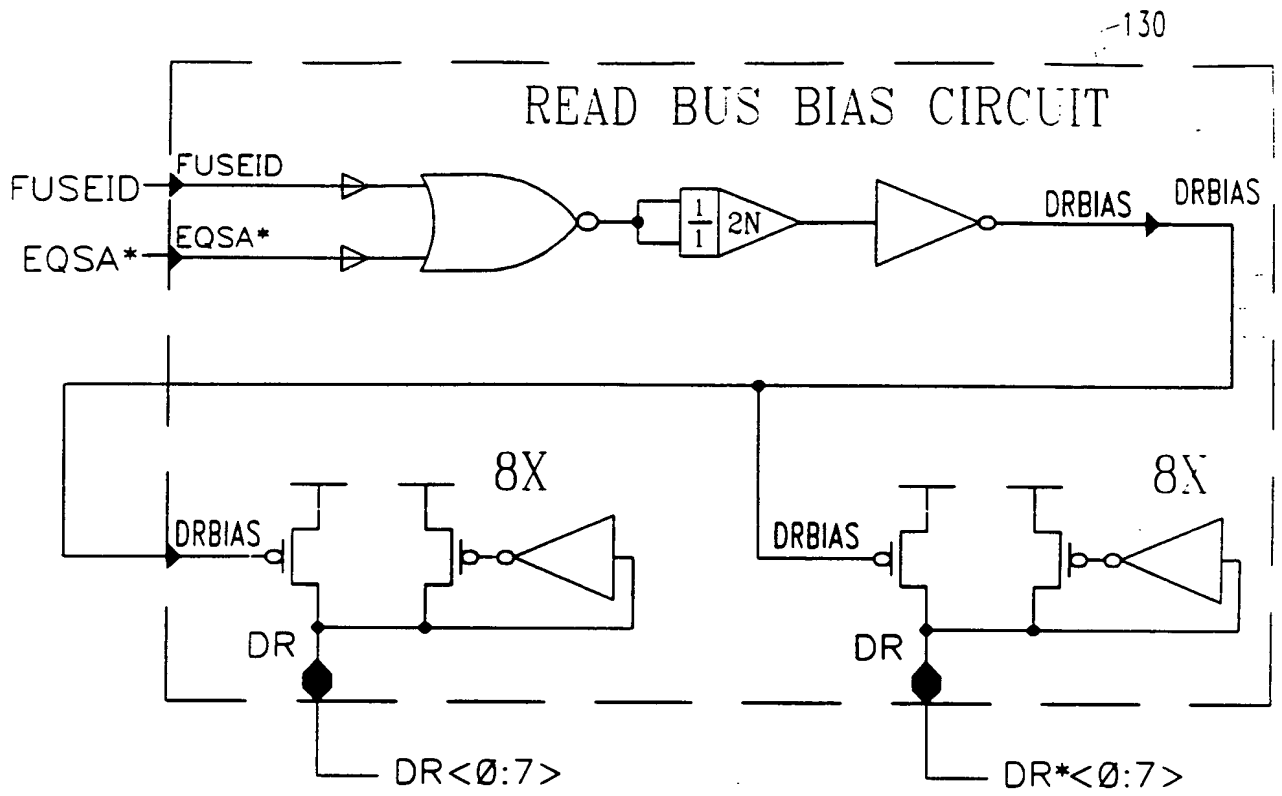 130
READ BUS BIAS CIRCUIT
FUSEID
FUSEID
EQSA*
EQSA*
1
1
2N
DRBIAS
DRBIAS
8X
8X
DRBIAS
DRBIAS
DR
DR
DR<Ø:7>
DR*<Ø:7>